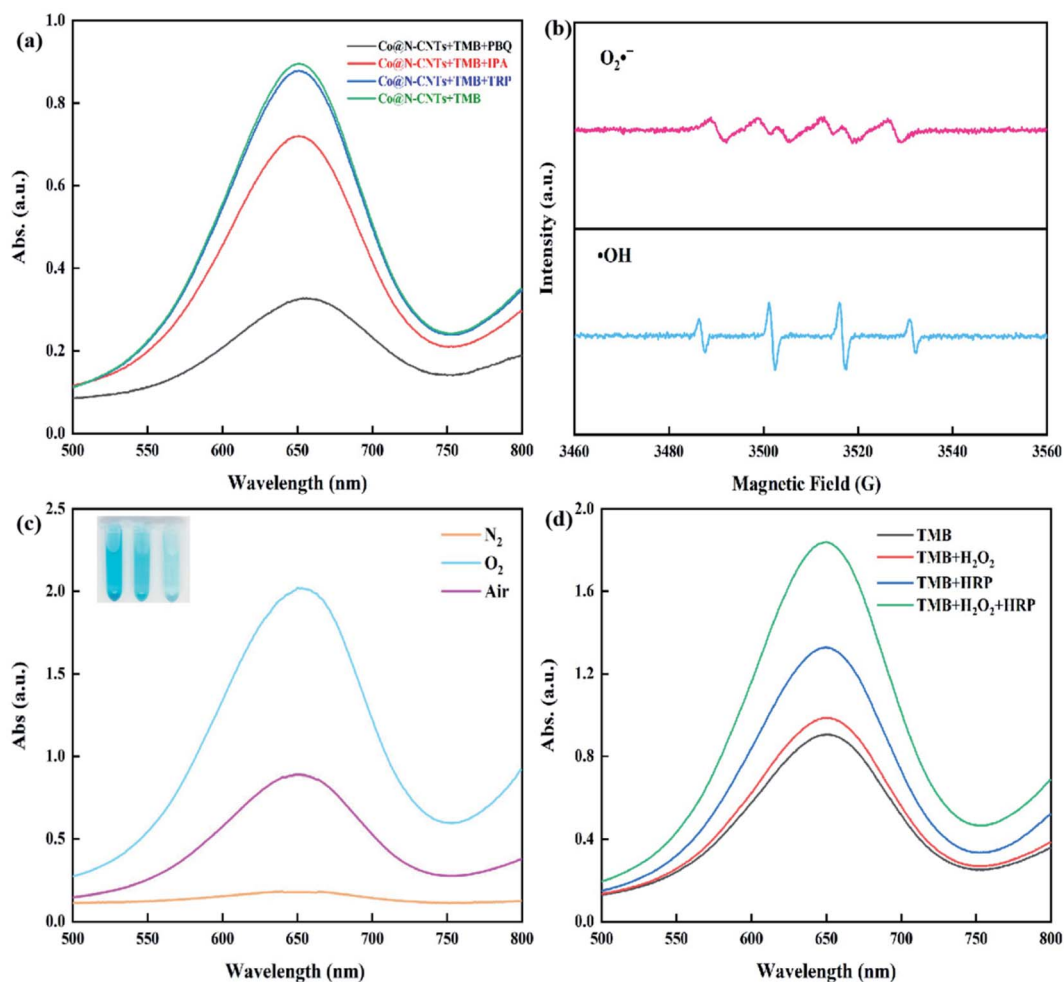 (a)
Co@N-CNTs+TMB+PBQ
Co@N-CNTs+TMB+IPA
Co@N-CNTs+TMB+TRP
Co@N-CNTs+TMB
1.0
0.8
0.6
0.4
0.2
0.0
Abs. (a.u.)
500 550 600 650 700 750 800
Wavelength (nm)
(b)
O₂•⁻
•OH
Intensity (a.u.)
3460 3480 3500 3520 3540 3560
Magnetic Field (G)
(c)
N₂
O₂
Air
2.5
2.0
1.5
1.0
0.5
0.0
Abs (a.u.)
500 550 600 650 700 750 800
Wavelength (nm)
(d)
TMB
TMB+H₂O₂
TMB+HRP
TMB+H₂O₂+HRP
2.0
1.6
1.2
0.8
0.4
0.0
Abs. (a.u.)
500 550 600 650 700 750 800
Wavelength (nm)